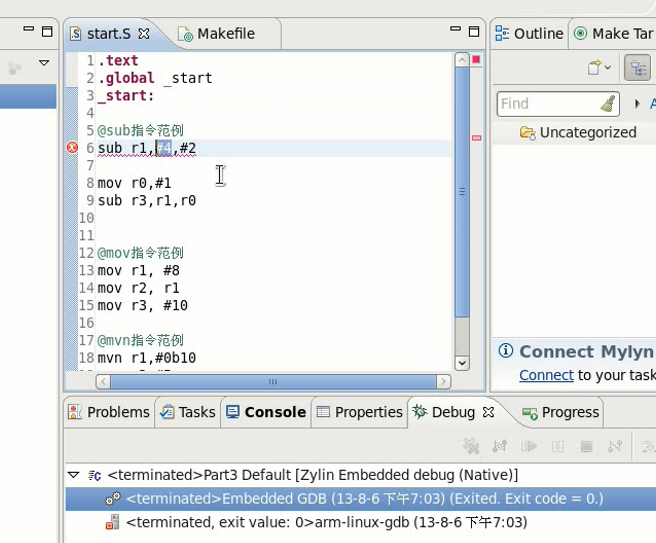 start.S
Makefile
Outline
Make Tar
1 .text
2 .global _start
3 _start:
4
5 @sub指令范例
6 sub r1,#4,#2
7
8 mov r0,#1
9 sub r3,r1,r0
10
11
12 @mov指令范例
13 mov r1, #8
14 mov r2, r1
15 mov r3, #10
16
17 @mvn指令范例
18 mvn r1,#0b10
Find
A
Uncategorized
Connect Mylyn
Connect to your task
Problems
Tasks
Console
Properties
Debug
Progress
<terminated>Part3 Default [Zylin Embedded debug (Native)]
<terminated>Embedded GDB (13-8-6 下午7:03) (Exited. Exit code = 0.)
<terminated, exit value: 0>arm-linux-gdb (13-8-6 下午7:03)